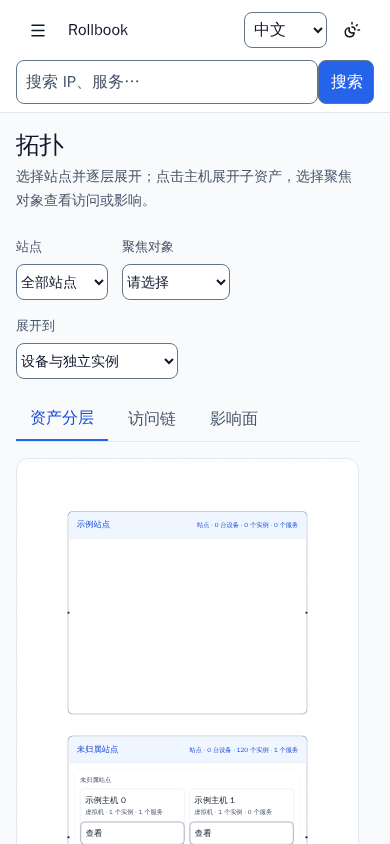 Rollbook
中文
搜索 IP、服务…
搜索
拓扑
选择站点并逐层展开；点击主机展开子资产，选择聚焦
对象查看访问或影响。
站点
聚焦对象
全部站点
请选择
展开到
设备与独立实例
资产分层
访问链
影响面
示例站点
站点 · 0 台设备 · 0 个实例 · 0 个服务
未归属站点
站点 · 0 台设备 · 120 个实例 · 1 个服务
未归属站点
示例主机 0
示例主机 1
虚拟机 · 1 个实例 · 1 个服务
虚拟机 · 1 个实例 · 0 个服务
查看
查看